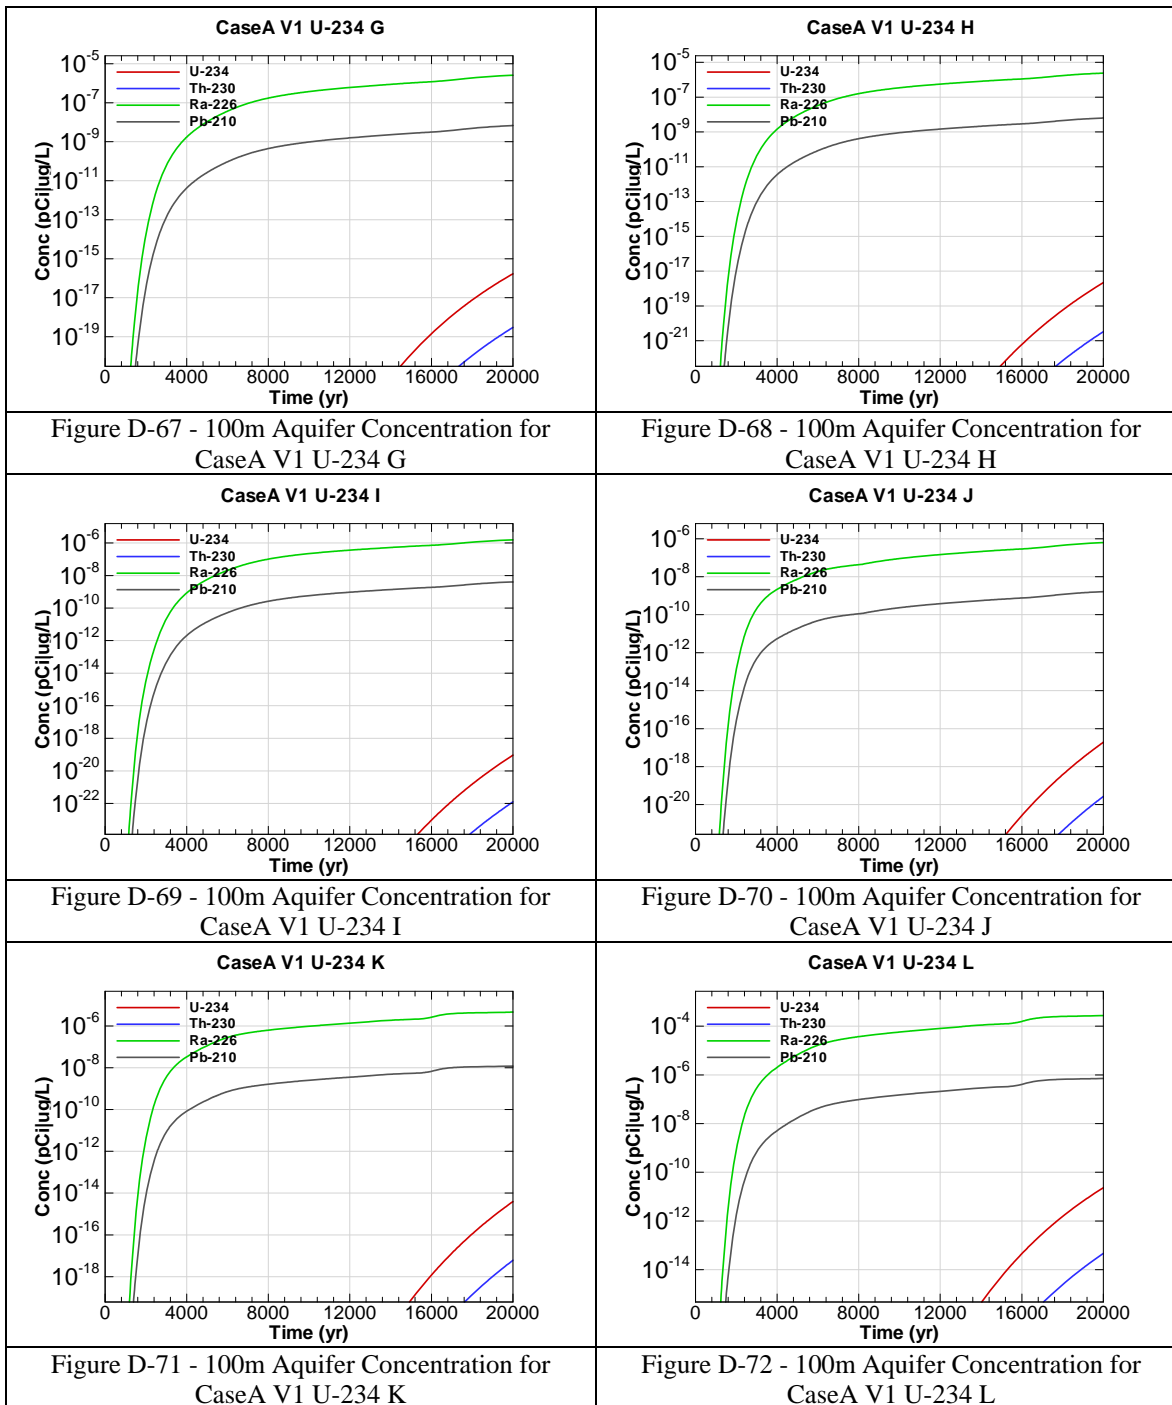 CaseA V1 U-234 G
Conc (pCi|ug/L)
10-5
10-7
10-9
10-11
10-13
10-15
10-17
10-19
U-234
Th-230
Ra-226
Pb-210
0 4000 8000 12000 16000 20000
Time (yr)
Figure D-67 - 100m Aquifer Concentration for
CaseA V1 U-234 G
CaseA V1 U-234 H
Conc (pCi|ug/L)
10-5
10-7
10-9
10-11
10-13
10-15
10-17
10-19
10-21
U-234
Th-230
Ra-226
Pb-210
0 4000 8000 12000 16000 20000
Time (yr)
Figure D-68 - 100m Aquifer Concentration for
CaseA V1 U-234 H
CaseA V1 U-234 I
Conc (pCi|ug/L)
10-6
10-8
10-10
10-12
10-14
10-16
10-18
10-20
10-22
U-234
Th-230
Ra-226
Pb-210
0 4000 8000 12000 16000 20000
Time (yr)
Figure D-69 - 100m Aquifer Concentration for
CaseA V1 U-234 I
CaseA V1 U-234 J
Conc (pCi|ug/L)
10-6
10-8
10-10
10-12
10-14
10-16
10-18
10-20
U-234
Th-230
Ra-226
Pb-210
0 4000 8000 12000 16000 20000
Time (yr)
Figure D-70 - 100m Aquifer Concentration for
CaseA V1 U-234 J
CaseA V1 U-234 K
Conc (pCi|ug/L)
10-6
10-8
10-10
10-12
10-14
10-16
10-18
U-234
Th-230
Ra-226
Pb-210
0 4000 8000 12000 16000 20000
Time (yr)
Figure D-71 - 100m Aquifer Concentration for
CaseA V1 U-234 K
CaseA V1 U-234 L
Conc (pCi|ug/L)
10-4
10-6
10-8
10-10
10-12
10-14
U-234
Th-230
Ra-226
Pb-210
0 4000 8000 12000 16000 20000
Time (yr)
Figure D-72 - 100m Aquifer Concentration for
CaseA V1 U-234 L